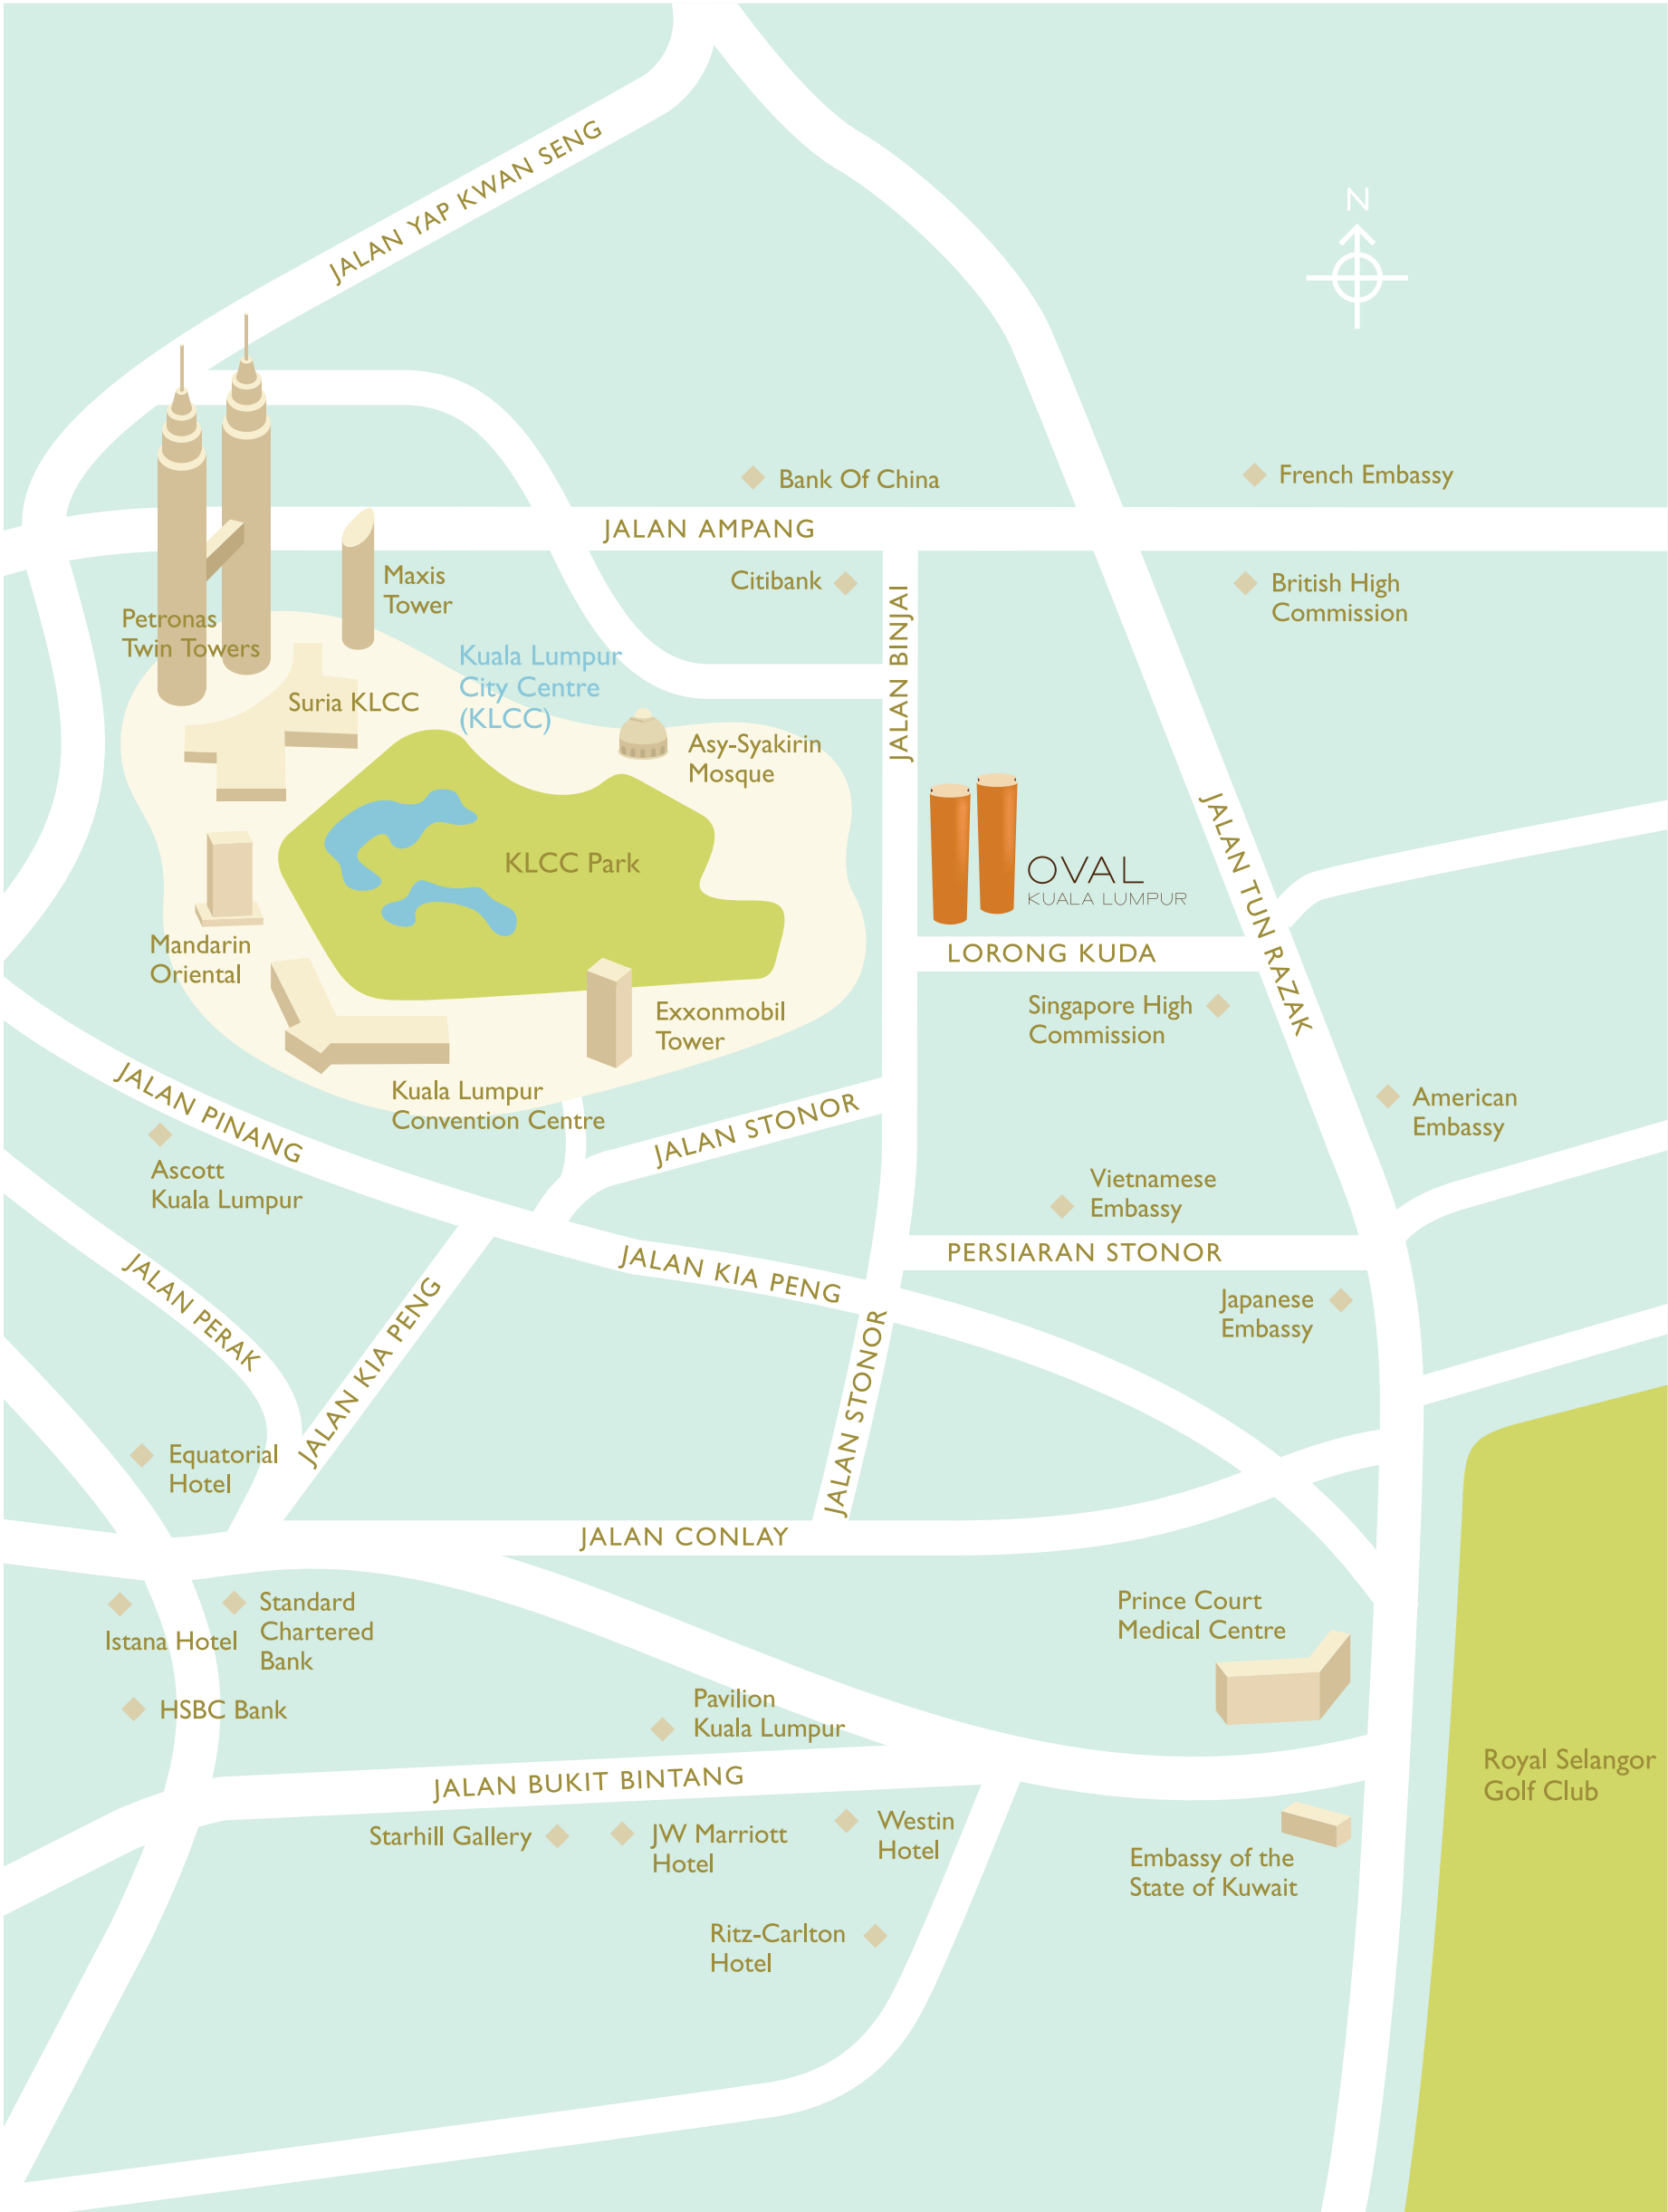 JALAN YAP KWAN SENG
N
Bank Of China
French Embassy
JALAN AMPANG
Maxis
Tower
Citibank
British High
Commission
Petronas
Twin Towers
Kuala Lumpur
City Centre
(KLCC)
JALAN BINJAI
Suria KLCC
Asy-Syakirin
Mosque
KLCC Park
OVAL
KUALA LUMPUR
JALAN TUN RAZAK
Mandarin
Oriental
LORONG KUDA
Exxonmobil
Tower
Singapore High
Commission
Kuala Lumpur
Convention Centre
JALAN PINANG
JALAN STONOR
American
Embassy
Ascott
Kuala Lumpur
Vietnamese
Embassy
PERSIARAN STONOR
JALAN KIA PENG
JALAN PERAK
JALAN KIA PENG
JALAN STONOR
Japanese
Embassy
Equatorial
Hotel
JALAN CONLAY
Istana Hotel
Standard
Chartered
Bank
Prince Court
Medical Centre
HSBC Bank
Pavilion
Kuala Lumpur
JALAN BUKIT BINTANG
Royal Selangor
Golf Club
Starhill Gallery
JW Marriott
Hotel
Westin
Hotel
Embassy of the
State of Kuwait
Ritz-Carlton
Hotel